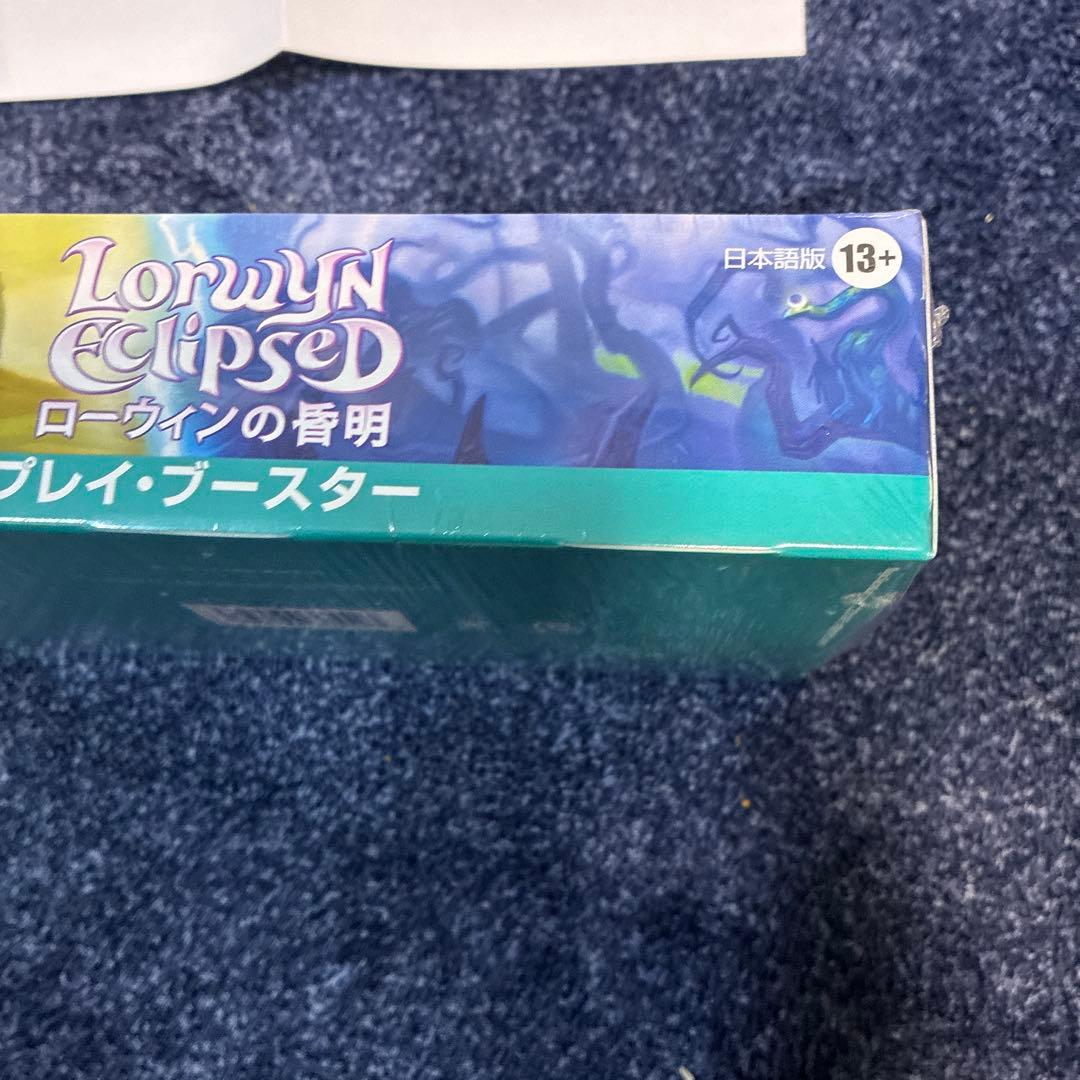 Lorwyn
Eclipsed
ローウィンの昏明
プレイ・ブースター
日本語版 13+